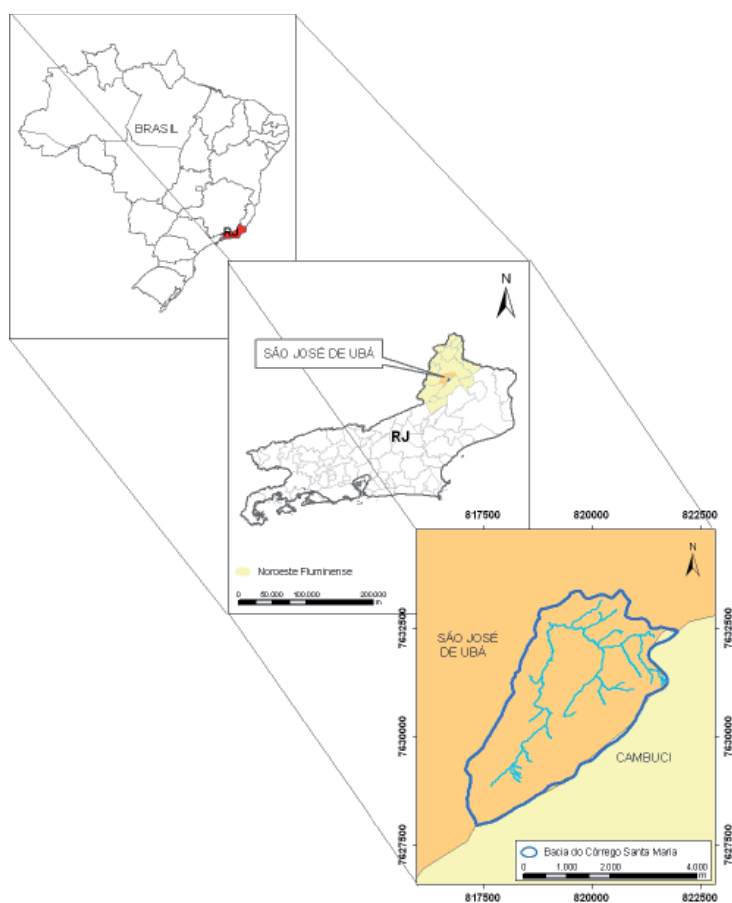 BRASIL
RJ
N
SÃO JOSÉ DE UBÁ
RJ
Noroeste Fluminense
0 50.000 100.000 200.000
m
817500 820000 822500
N
7632500
7630000
7627500
SÃO JOSÉ
DE UBÁ
CAMBUCI
7632500
7630000
7627500
Bacia do Córrego Santa Maria
0 1.000 2.000 4.000
m
817500 820000 822500